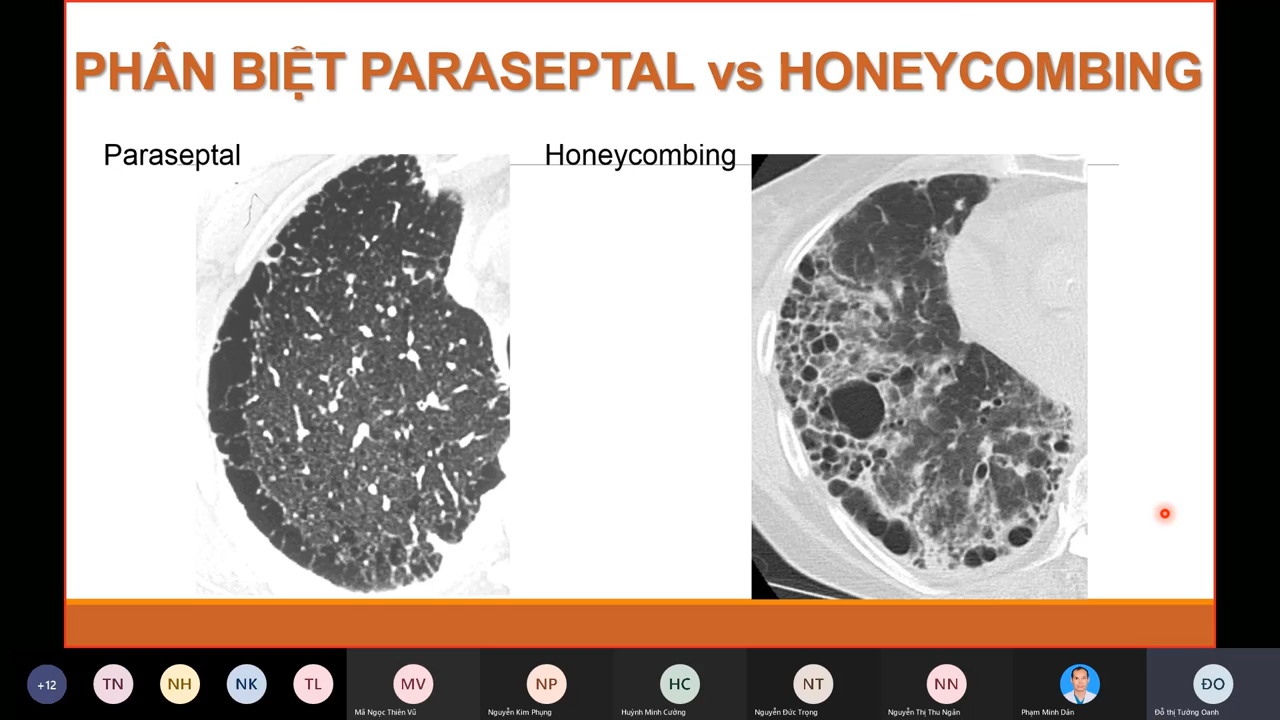 PHÂN BIỆT PARASEPTAL vs HONEYCOMBING
Paraseptal
Honeycombing
+12
TN
NH
NK
TL
MV
NP
HC
NT
NN
ĐO
Mã Ngọc Thiên Vũ
Nguyễn Kim Phụng
Huỳnh Minh Cường
Nguyễn Đức Trọng
Nguyễn Thị Thu Ngân
Phạm Minh Dân
Đỗ thị Tường Oanh